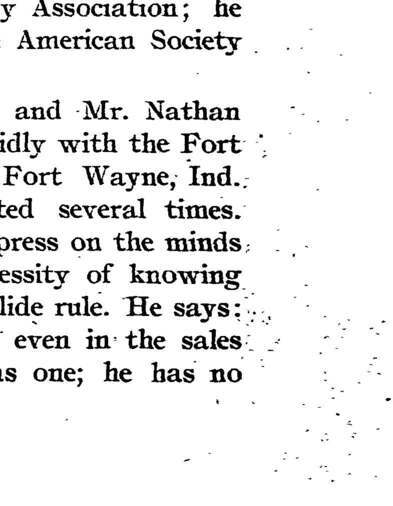 y Association; he
American Society
and Mr. Nathan
idly with the Fort
Fort Wayne, Ind.
ted several times.
press on the minds
essity of knowing
lide rule. He says:
even in the sales
as one; he has no